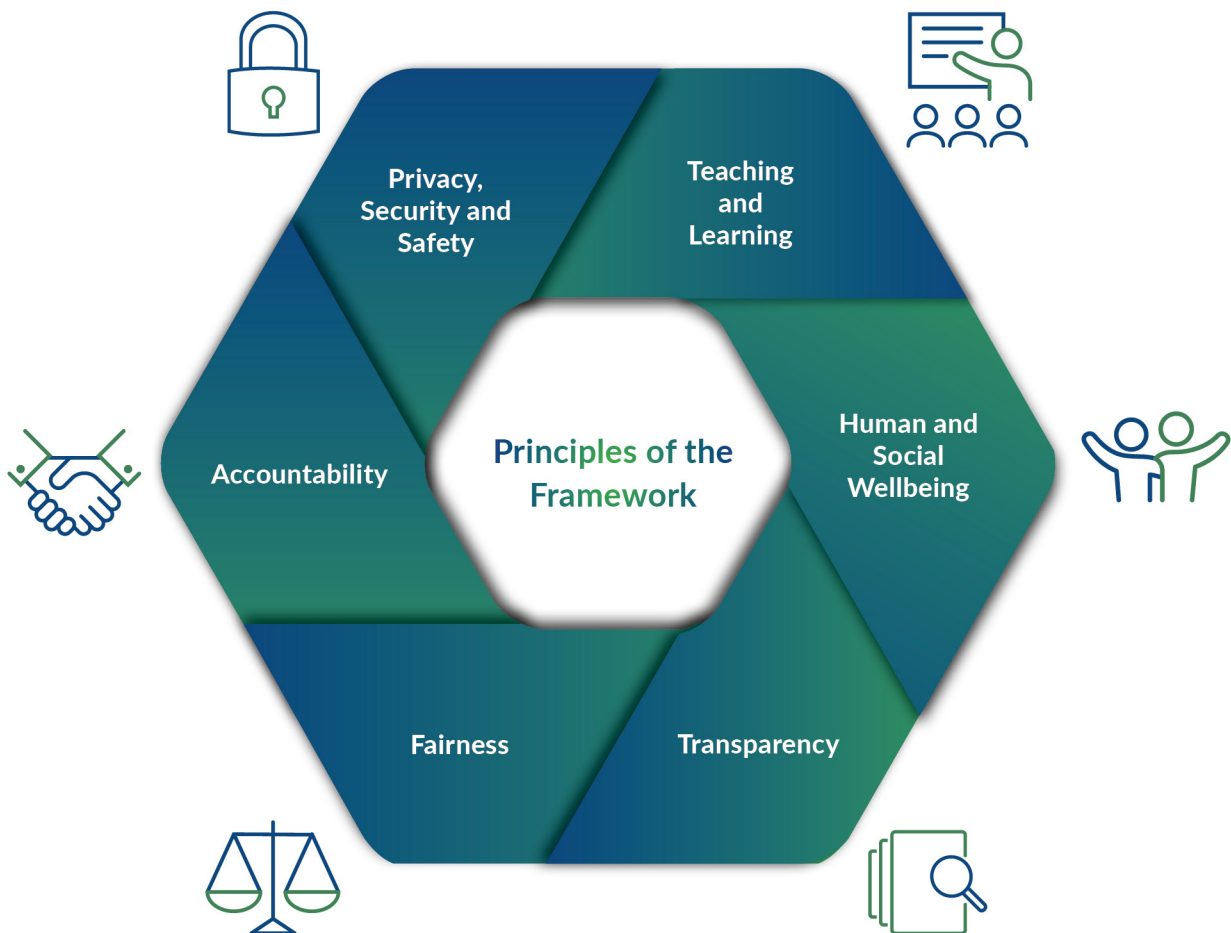 Privacy,
Security and
Safety
Teaching
and
Learning
Human and
Social
Wellbeing
Accountability
Principles of the
Framework
Fairness
Transparency